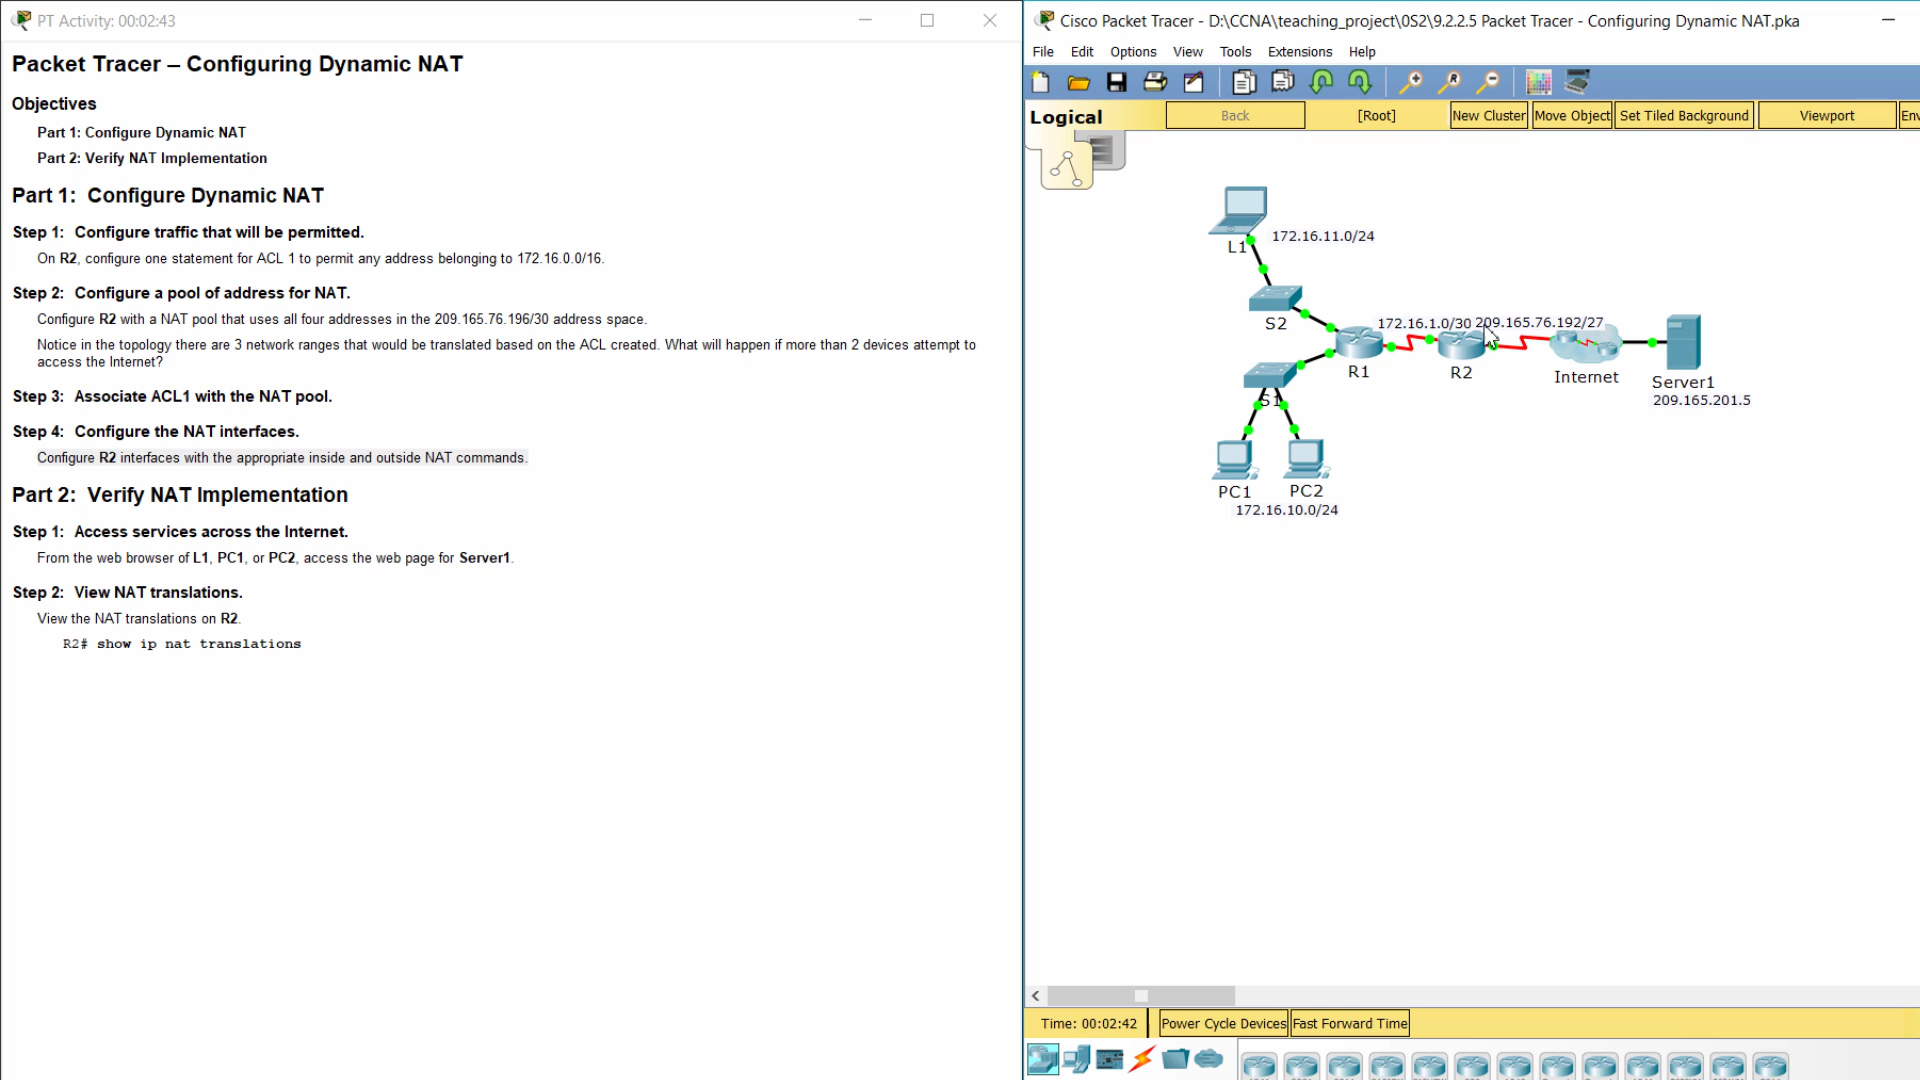 PT Activity: 00:02:43
Packet Tracer – Configuring Dynamic NAT
Objectives
Part 1: Configure Dynamic NAT
Part 2: Verify NAT Implementation
Part 1: Configure Dynamic NAT
Step 1: Configure traffic that will be permitted.
On R2, configure one statement for ACL 1 to permit any address belonging to 172.16.0.0/16.
Step 2: Configure a pool of address for NAT.
Configure R2 with a NAT pool that uses all four addresses in the 209.165.76.196/30 address space.
Notice in the topology there are 3 network ranges that would be translated based on the ACL created. What will happen if more than 2 devices attempt to
access the Internet?
Step 3: Associate ACL1 with the NAT pool.
Step 4: Configure the NAT interfaces.
Configure R2 interfaces with the appropriate inside and outside NAT commands.
Part 2: Verify NAT Implementation
Step 1: Access services across the Internet.
From the web browser of L1, PC1, or PC2, access the web page for Server1.
Step 2: View NAT translations.
View the NAT translations on R2.
R2# show ip nat translations
Cisco Packet Tracer - D:\CCNA\teaching_project\0S2\9.2.2.5 Packet Tracer - Configuring Dynamic NAT.pka
File Edit Options View Tools Extensions Help
Logical Back [Root] New Cluster Move Object Set Tiled Background Viewport Env
172.16.11.0/24
L1
S2
172.16.1.0/30 209.165.76.192/27
R1 R2 Internet Server1
209.165.201.5
S1
PC1 PC2
172.16.10.0/24
Time: 00:02:42 Power Cycle Devices Fast Forward Time